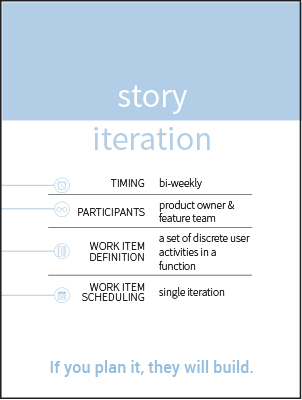 story
iteration
TIMING bi-weekly
PARTICIPANTS product owner &
feature team
WORK ITEM
DEFINITION
a set of discrete user
activities in a
function
WORK ITEM
SCHEDULING
single iteration
If you plan it, they will build.